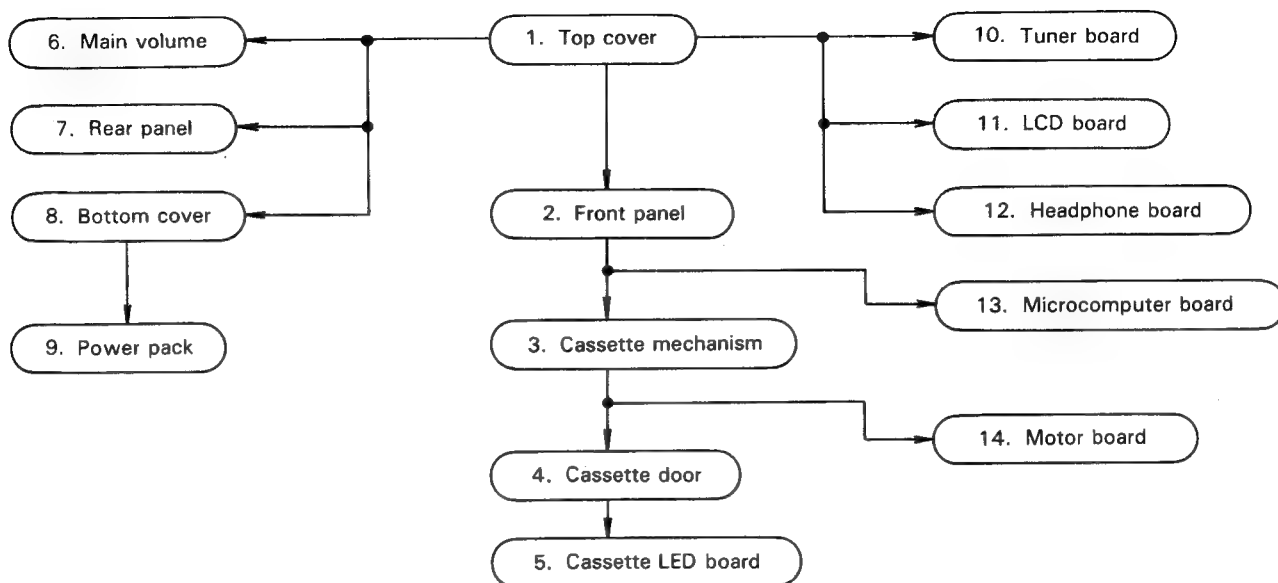 6. Main volume
1. Top cover
10. Tuner board
7. Rear panel
11. LCD board
8. Bottom cover
2. Front panel
12. Headphone board
13. Microcomputer board
9. Power pack
3. Cassette mechanism
14. Motor board
4. Cassette door
5. Cassette LED board